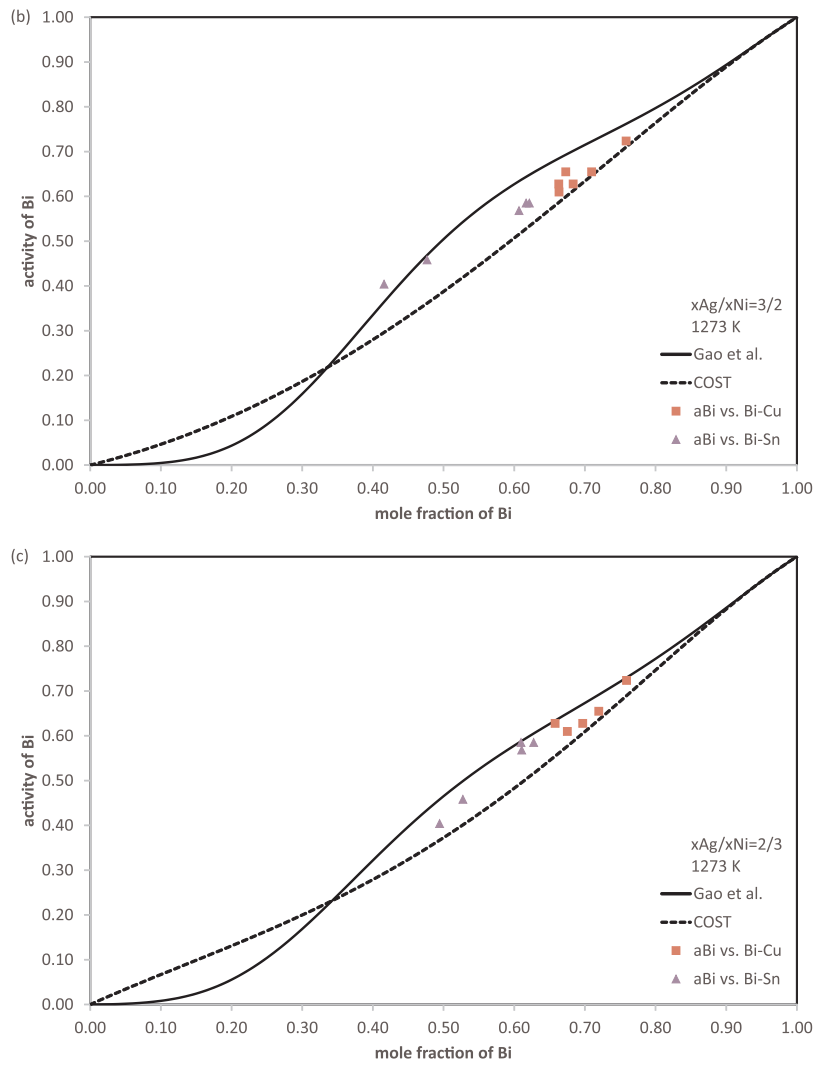 (b)
1.00
0.90
0.80
0.70
0.60
0.50
0.40
0.30
0.20
0.10
0.00
activity of Bi
xAg/xNi=3/2
1273 K
Gao et al.
COST
aBi vs. Bi-Cu
aBi vs. Bi-Sn
0.00 0.10 0.20 0.30 0.40 0.50 0.60 0.70 0.80 0.90 1.00
mole fraction of Bi
(c)
1.00
0.90
0.80
0.70
0.60
0.50
0.40
0.30
0.20
0.10
0.00
activity of Bi
xAg/xNi=2/3
1273 K
Gao et al.
COST
aBi vs. Bi-Cu
aBi vs. Bi-Sn
0.00 0.10 0.20 0.30 0.40 0.50 0.60 0.70 0.80 0.90 1.00
mole fraction of Bi